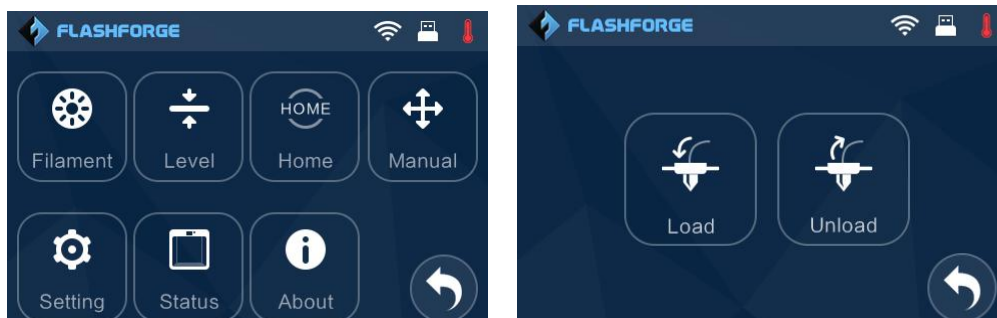 FLASHFORGE
Filament Level HOME Home Manual
Setting Status About
FLASHFORGE
Load Unload